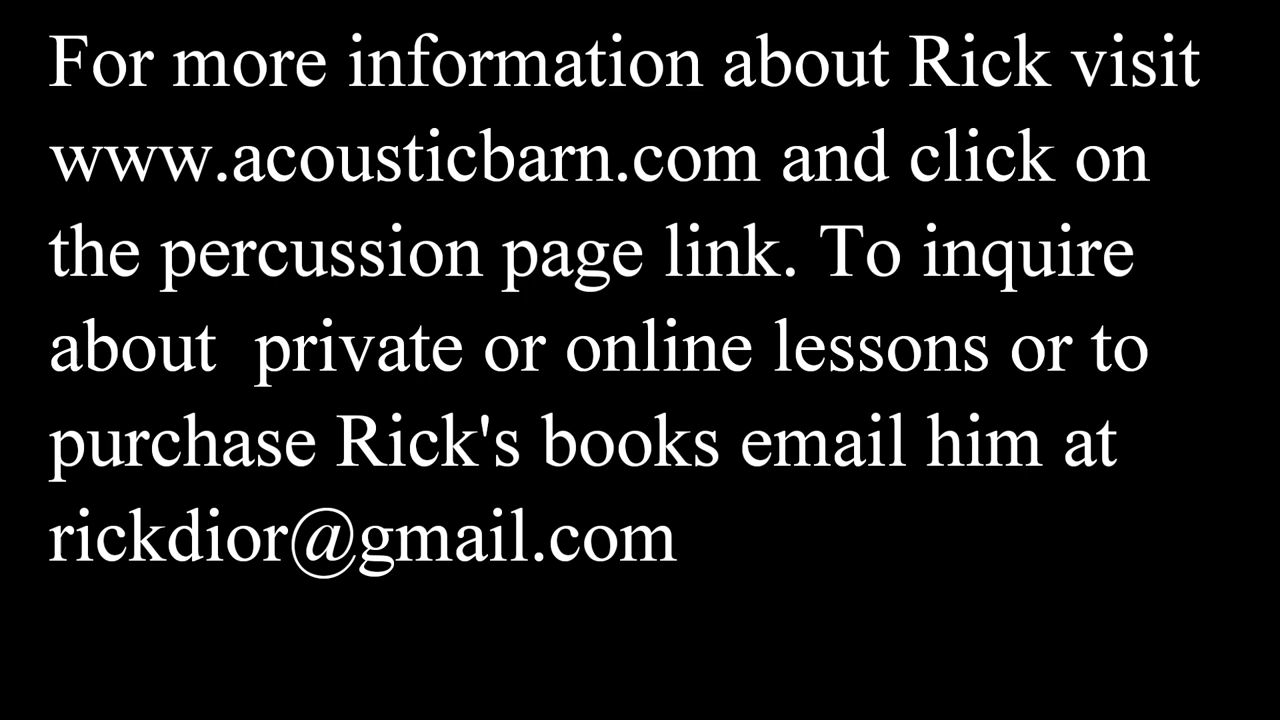 For more information about Rick visit
www.acousticbarn.com and click on
the percussion page link. To inquire
about  private or online lessons or to
purchase Rick's books email him at
rickdior@gmail.com